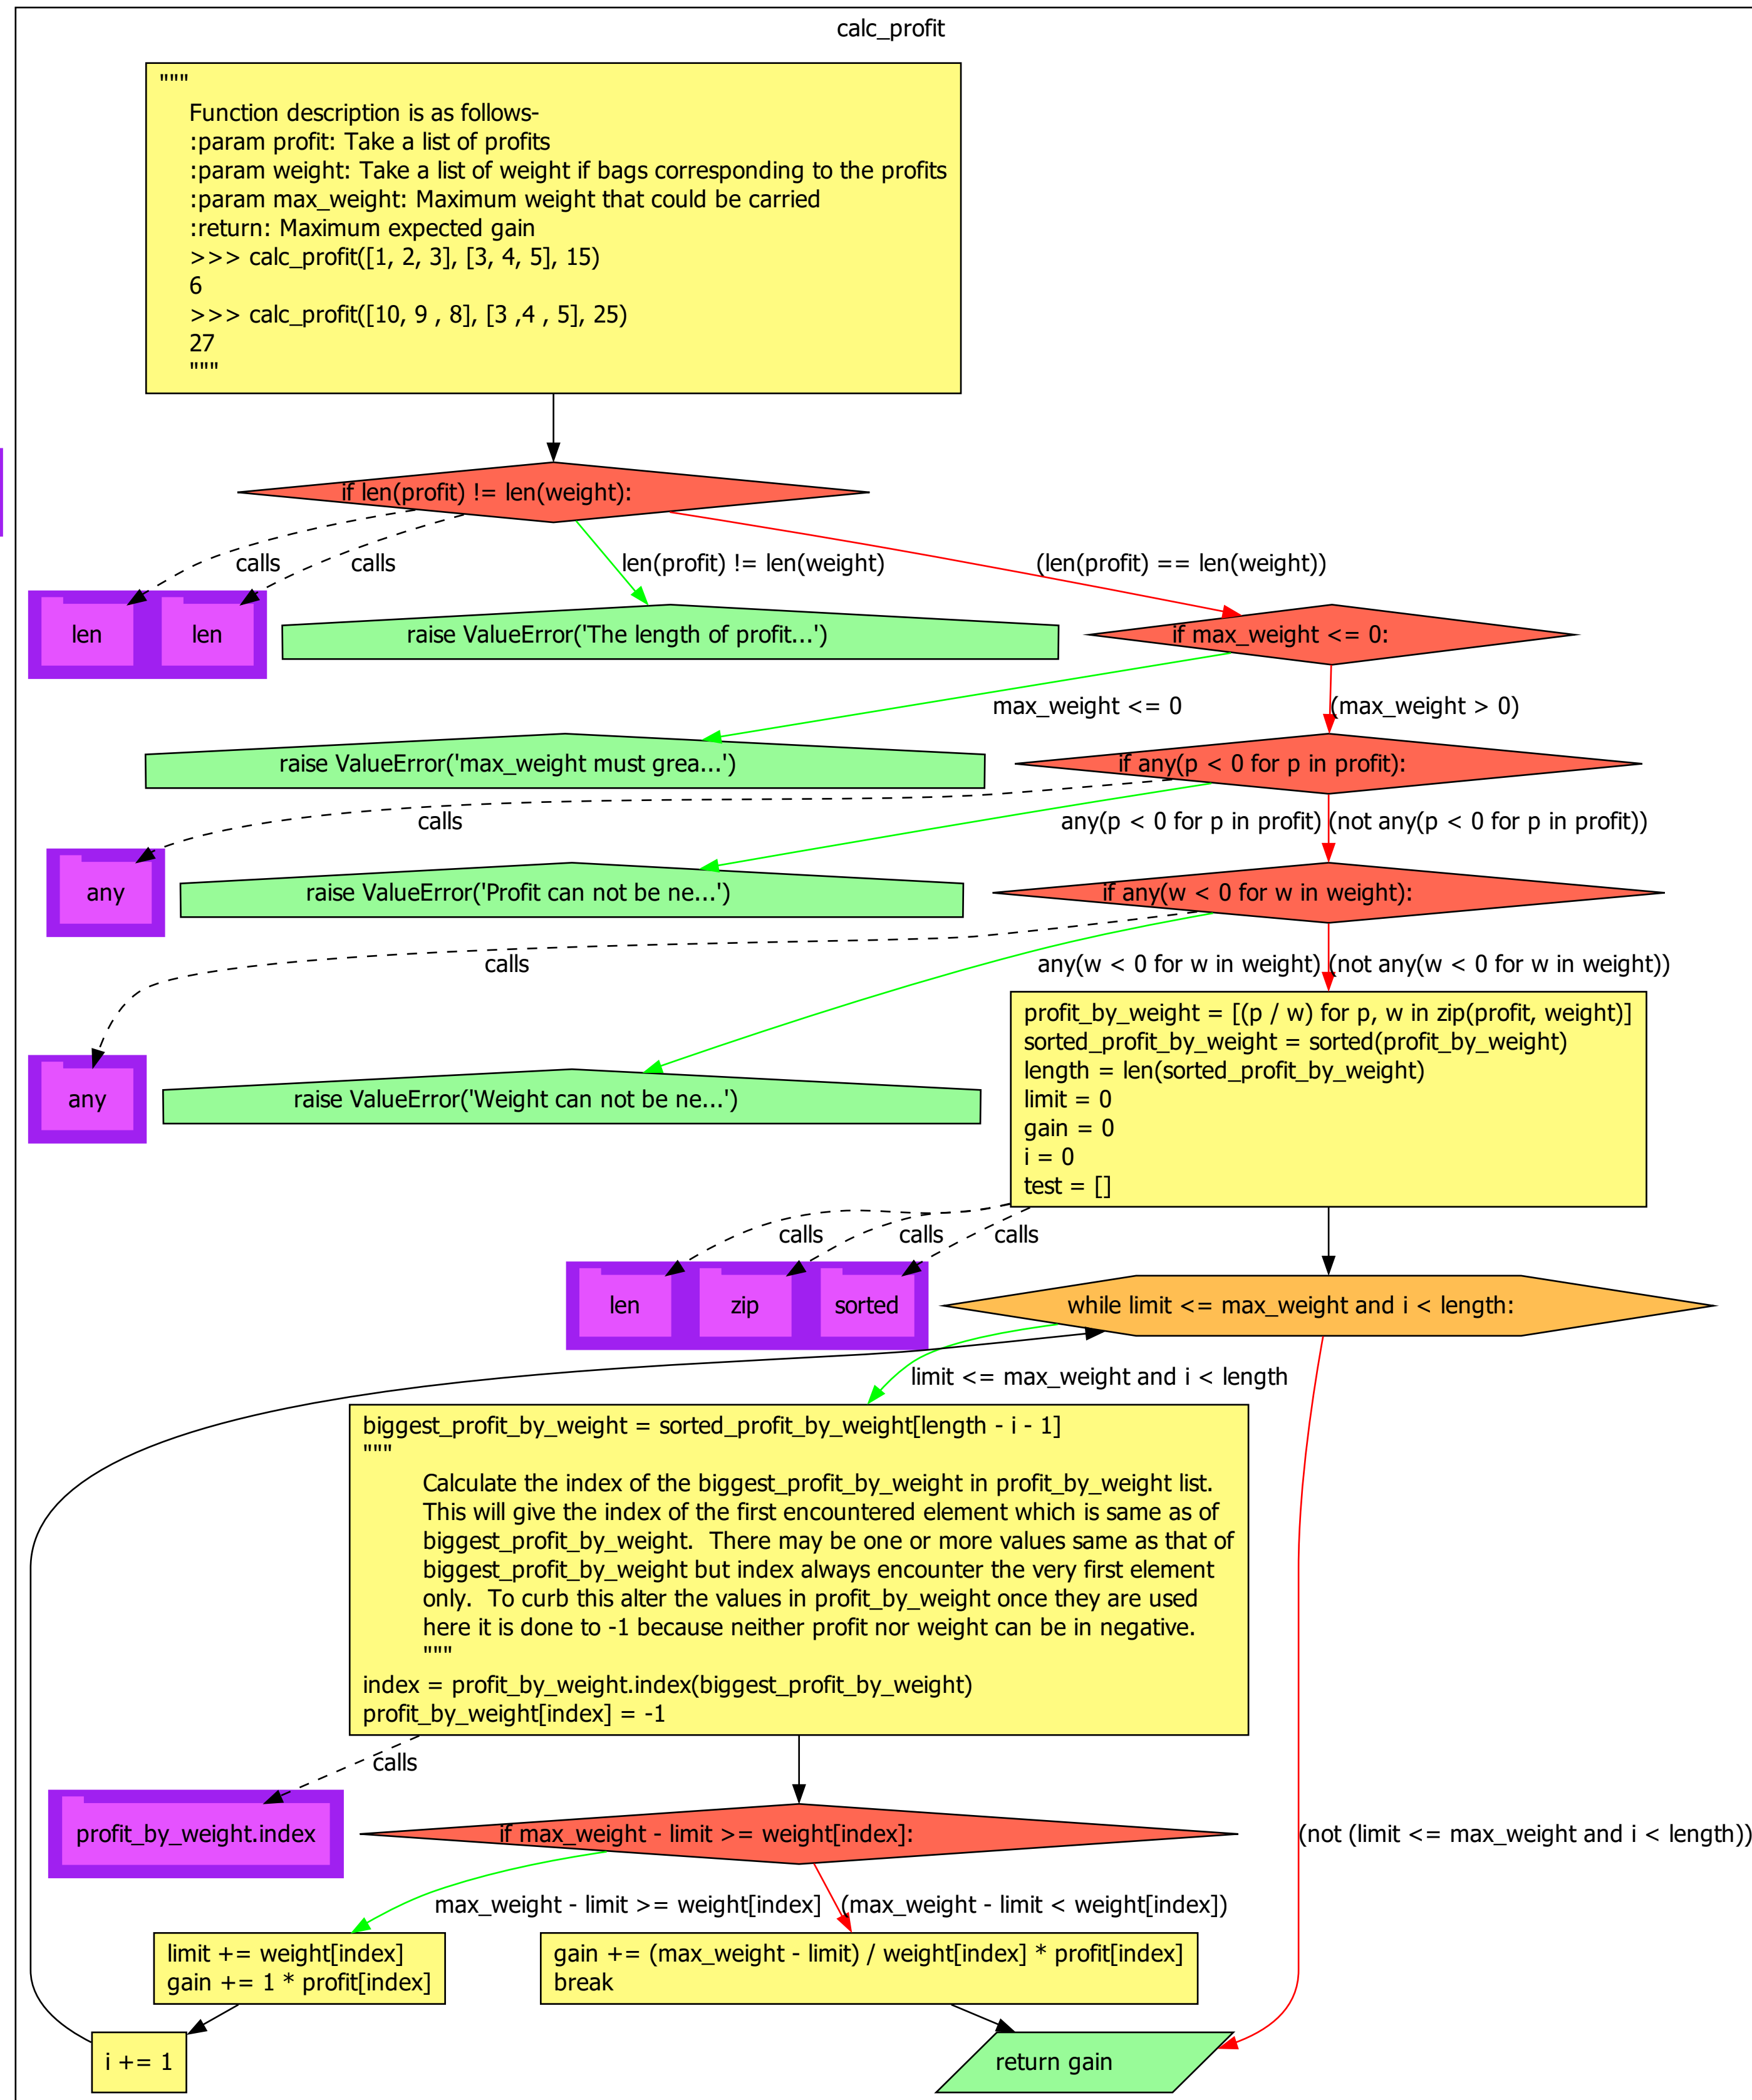 calc_profit
"""
Function description is as follows-
:param profit: Take a list of profits
:param weight: Take a list of weight if bags corresponding to the profits
:param max_weight: Maximum weight that could be carried
:return: Maximum expected gain
>>> calc_profit([1, 2, 3], [3, 4, 5], 15)
6
>>> calc_profit([10, 9 , 8], [3 ,4 , 5], 25)
27
"""
if len(profit) != len(weight):
calls
calls
len(profit) != len(weight)
(len(profit) == len(weight))
len
len
raise ValueError('The length of profit...')
if max_weight <= 0:
max_weight <= 0
(max_weight > 0)
raise ValueError('max_weight must grea...')
if any(p < 0 for p in profit):
calls
any(p < 0 for p in profit)
(not any(p < 0 for p in profit))
any
raise ValueError('Profit can not be ne...')
if any(w < 0 for w in weight):
calls
any(w < 0 for w in weight)
(not any(w < 0 for w in weight))
any
raise ValueError('Weight can not be ne...')
profit_by_weight = [(p / w) for p, w in zip(profit, weight)]
sorted_profit_by_weight = sorted(profit_by_weight)
length = len(sorted_profit_by_weight)
limit = 0
gain = 0
i = 0
test = []
calls
calls
calls
len
zip
sorted
while limit <= max_weight and i < length:
limit <= max_weight and i < length
biggest_profit_by_weight = sorted_profit_by_weight[length - i - 1]
"""
Calculate the index of the biggest_profit_by_weight in profit_by_weight list.
This will give the index of the first encountered element which is same as of
biggest_profit_by_weight.  There may be one or more values same as that of
biggest_profit_by_weight but index always encounter the very first element
only.  To curb this alter the values in profit_by_weight once they are used
here it is done to -1 because neither profit nor weight can be in negative.
"""
index = profit_by_weight.index(biggest_profit_by_weight)
profit_by_weight[index] = -1
calls
profit_by_weight.index
if max_weight - limit >= weight[index]:
(not (limit <= max_weight and i < length))
max_weight - limit >= weight[index]
(max_weight - limit < weight[index])
limit += weight[index]
gain += 1 * profit[index]
gain += (max_weight - limit) / weight[index] * profit[index]
break
i += 1
return gain